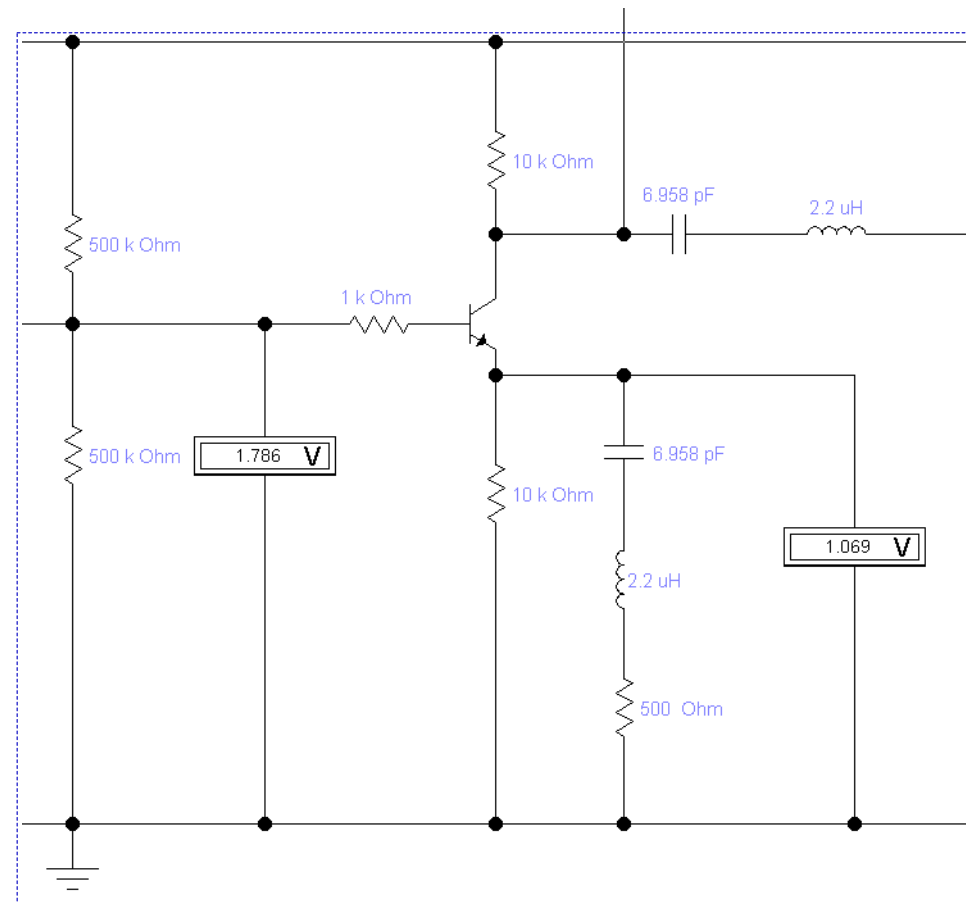 10 k Ohm
6.958 pF
2.2 uH
500 k Ohm
1 k Ohm
500 k Ohm
1.786 V
6.958 pF
10 k Ohm
1.069 V
2.2 uH
500 Ohm